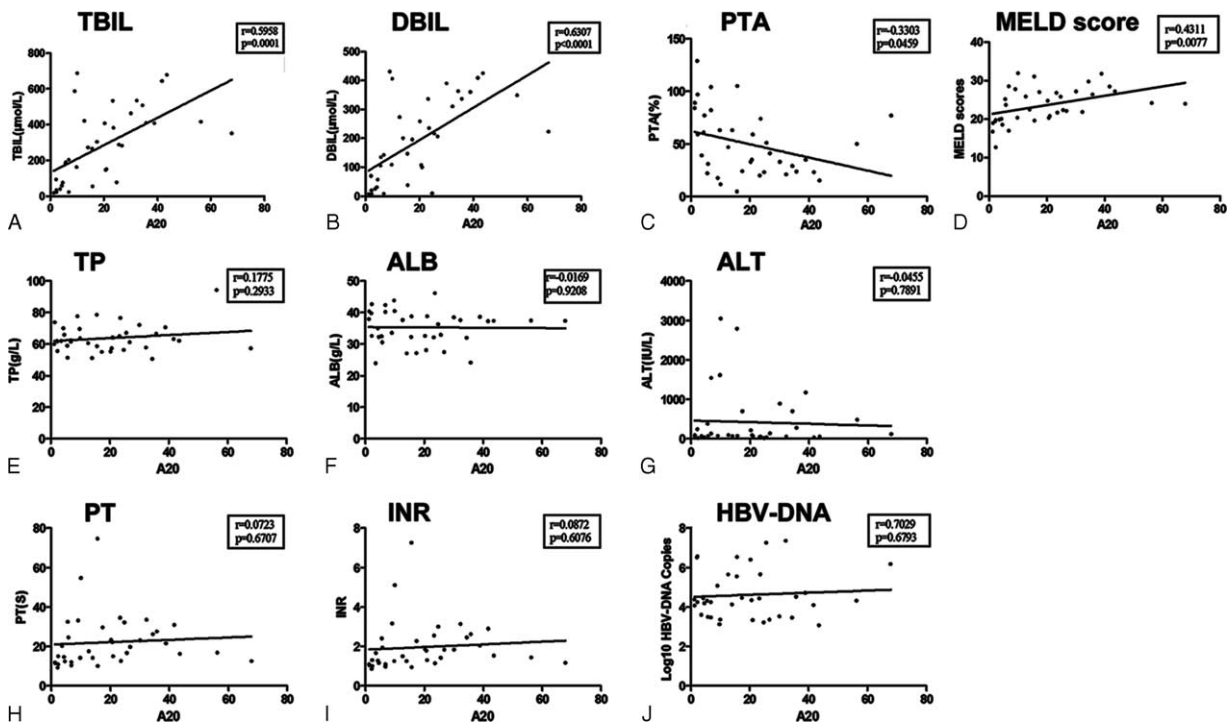 TBIL
r=0.5958
p=0.0001
800
600
400
200
0
TBIL(μmol/L)
0 20 40 60 80
A20
A
DBIL
r=0.6307
p<0.0001
500
400
300
200
100
0
DBIL(μmol/L)
0 20 40 60 80
A20
B
PTA
r=-0.3303
p=0.0459
150
100
50
0
PTA(%)
0 20 40 60 80
A20
C
MELD score
r=0.4311
p=0.0077
40
30
20
10
0
MELD scores
0 20 40 60 80
A20
D
TP
r=0.1775
p=0.2933
100
80
60
40
20
0
TP(g/L)
0 20 40 60 80
A20
E
ALB
r=-0.0169
p=0.9208
50
40
30
20
10
0
ALB(g/L)
0 20 40 60 80
A20
F
ALT
r=-0.0455
p=0.7891
4000
3000
2000
1000
0
ALT(IU/L)
0 20 40 60 80
A20
G
PT
r=0.0723
p=0.6707
80
60
40
20
0
PT(S)
0 20 40 60 80
A20
H
INR
r=0.0872
p=0.6076
8
6
4
2
0
INR
0 20 40 60 80
A20
I
HBV-DNA
r=0.7029
p=0.6793
8
6
4
2
0
Log10 HBV-DNA Copies
0 20 40 60 80
A20
J